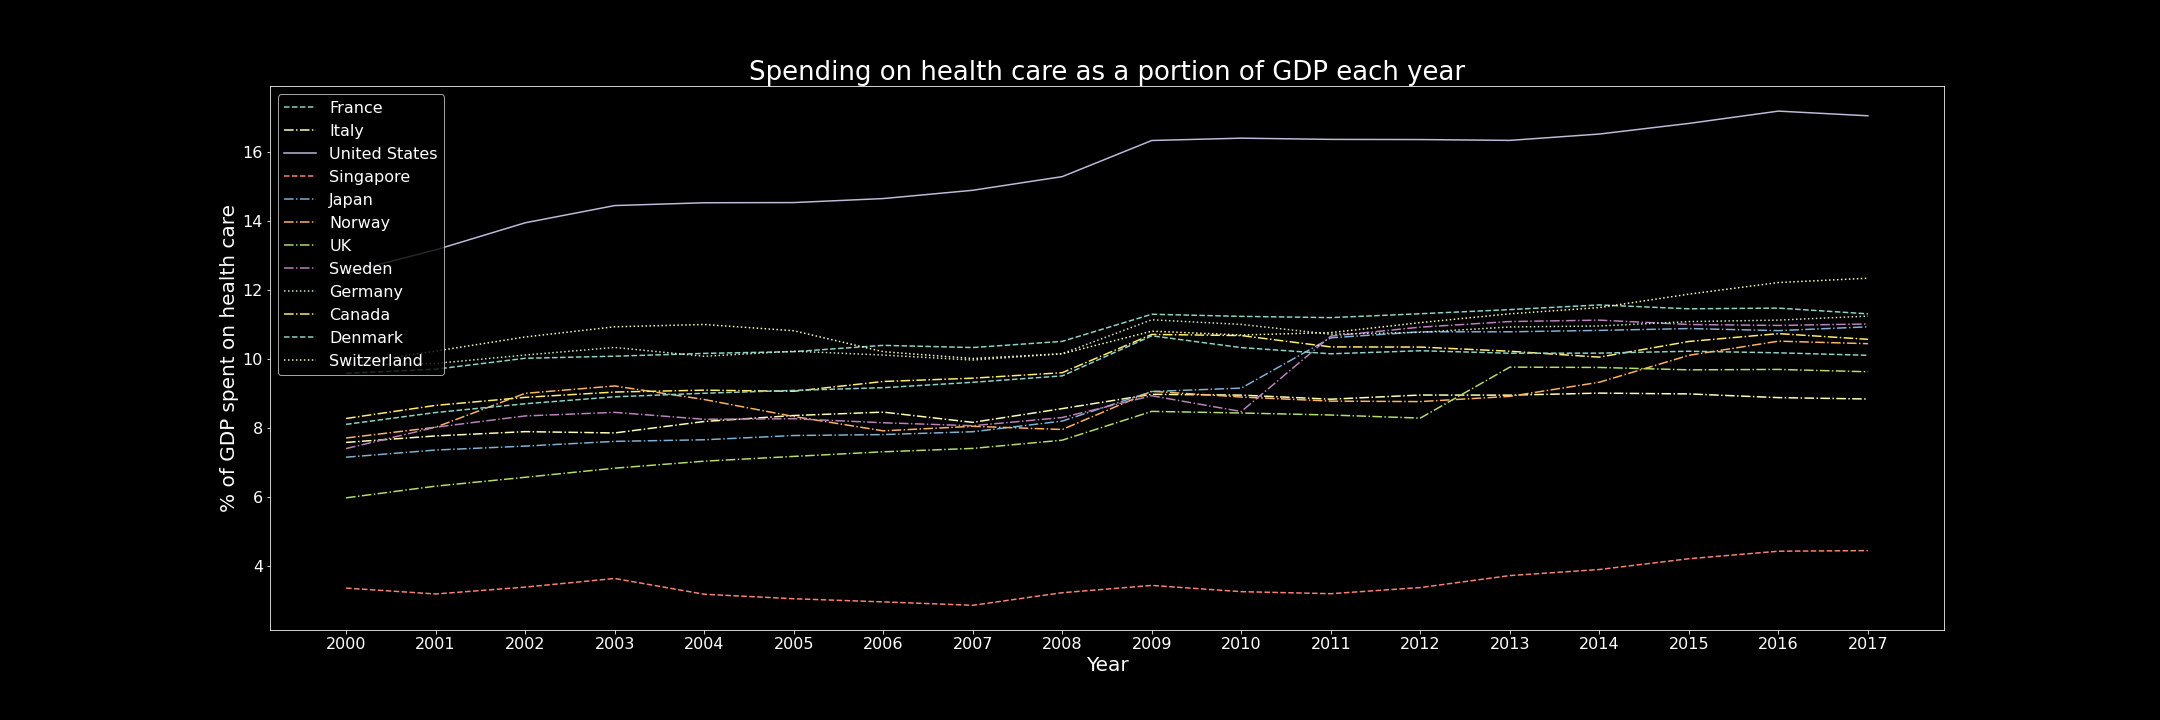 Spending on health care as a portion of GDP each year
France
Italy
United States
Singapore
Japan
Norway
UK
Sweden
Germany
Canada
Denmark
Switzerland
% of GDP spent on health care
16
14
12
10
8
6
4
2000 2001 2002 2003 2004 2005 2006 2007 2008 2009 2010 2011 2012 2013 2014 2015 2016 2017
Year